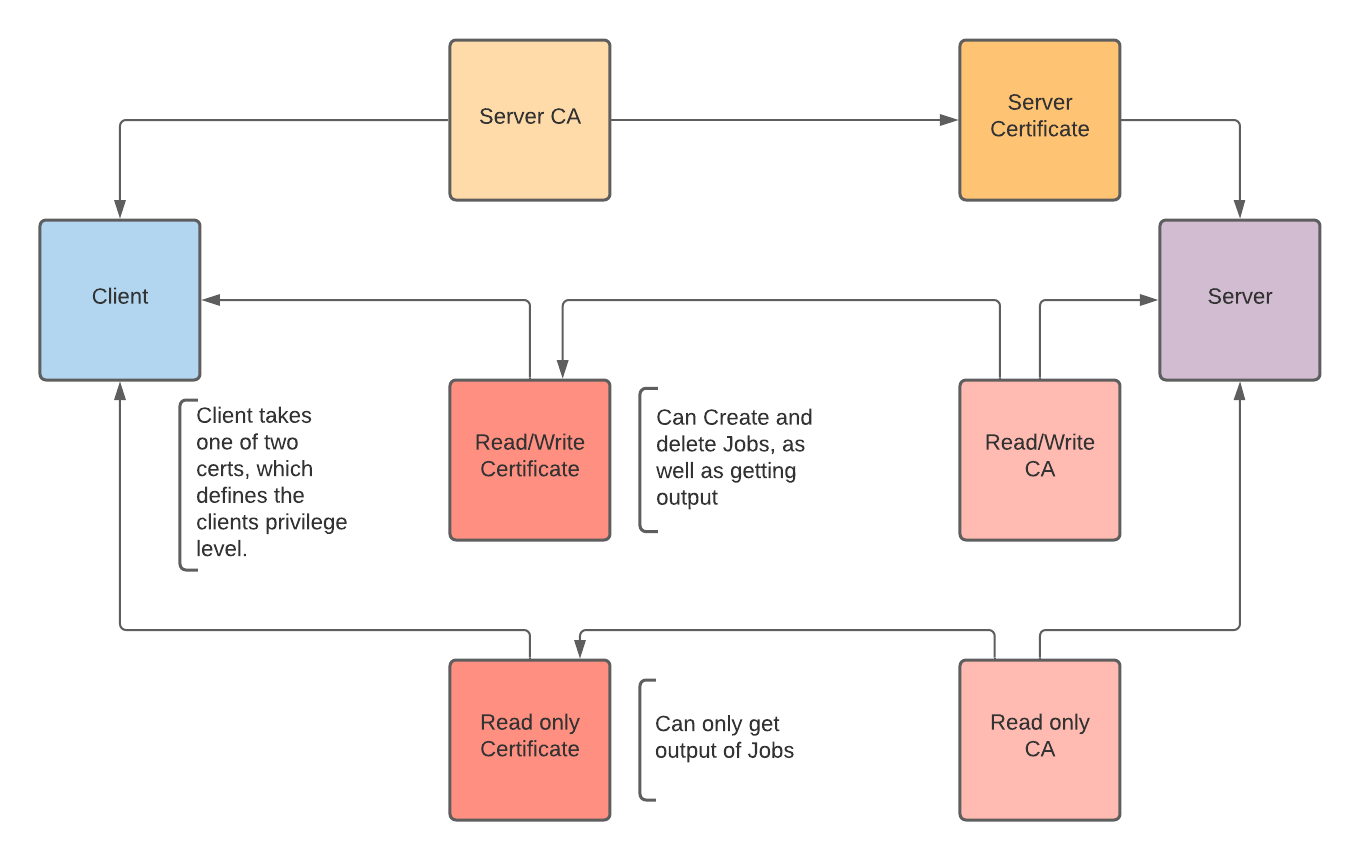 Server CA
Server
Certificate
Client
Server
Client takes
one of two
certs, which
defines the
clients privilege
level.
Read/Write
Certificate
Can Create and
delete Jobs, as
well as getting
output
Read/Write
CA
Read only
Certificate
Can only get
output of Jobs
Read only
CA